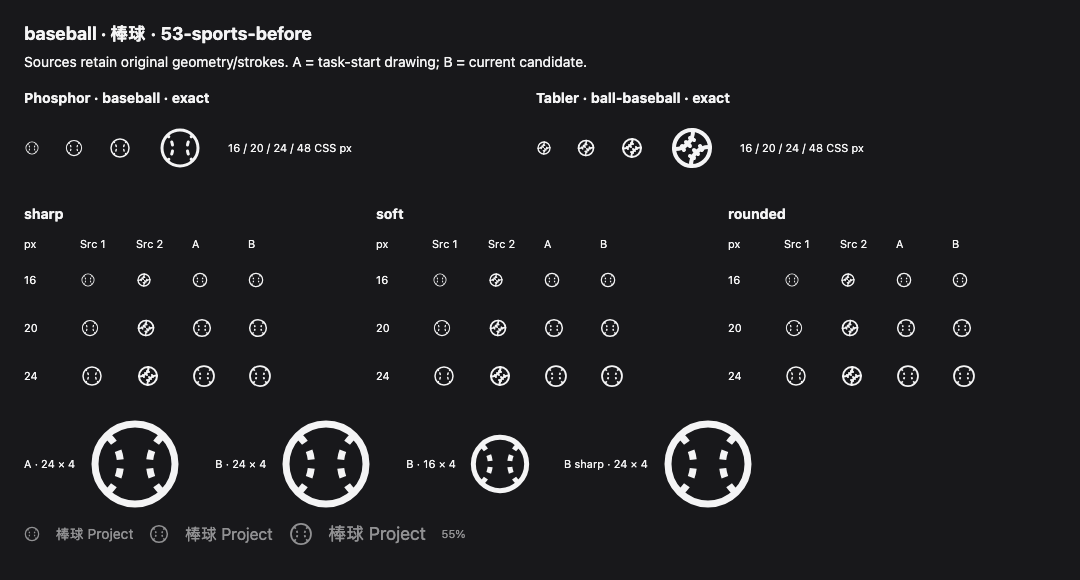 baseball · 棒球 · 53-sports-before
Sources retain original geometry/strokes. A = task-start drawing; B = current candidate.
Phosphor · baseball · exact
Tabler · ball-baseball · exact
16 / 20 / 24 / 48 CSS px
16 / 20 / 24 / 48 CSS px
sharp
soft
rounded
px Src 1 Src 2 A B
px Src 1 Src 2 A B
px Src 1 Src 2 A B
16
16
16
20
20
20
24
24
24
A · 24 × 4
B · 24 × 4
B · 16 × 4
B sharp · 24 × 4
棒球 Project
棒球 Project
棒球 Project
55%